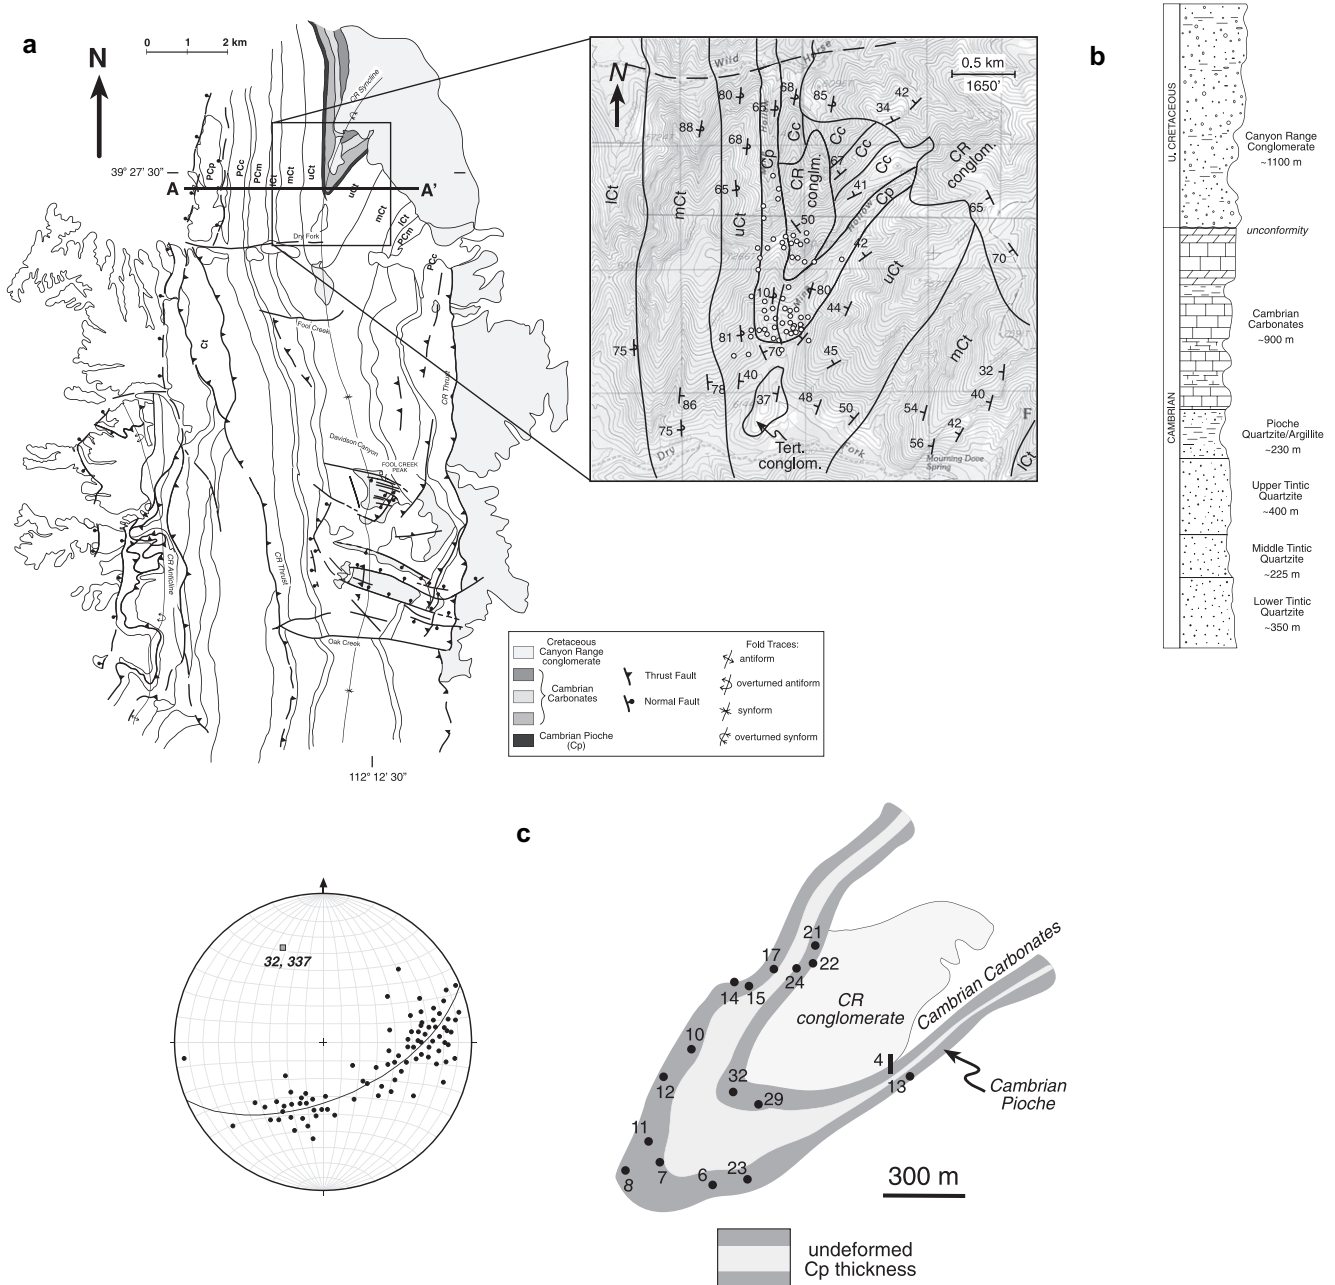 a
N
0 1 2 km
39° 27' 30"
A
A'
PCp
PCc
PCm
lCt
mCt
uCt
CR Syncline
uCt
mCt
lCt
PCm
PCc
Dry Fork
Ct
Fool Creek
CR Thrust
Davidson Canyon
FOOL CREEK
PEAK
CR Anticline
CR Thrust
Oak Creek
112° 12' 30"
N
Wild Horse
0.5 km
1650'
80
65
68
85
34
42
88
68
67
41
65
50
42
65
70
10
80
44
81
70
45
75
78
40
37
48
50
54
42
40
32
86
75
56
lCt
mCt
uCt
Cp
Hollow
Cc
CR
conglm.
Cc
Cc
Cp
Hollow
CR
conglom.
uCt
mCt
lCt
F
Tert.
conglom.
Dry
Fork
Mourning Dove
Spring
Cretaceous
Canyon Range
conglomerate
Cambrian
Carbonates
Cambrian Pioche
(Cp)
Thrust Fault
Normal Fault
Fold Traces:
antiform
overturned antiform
synform
overturned synform
b
U. CRETACEOUS
CAMBRIAN
Canyon Range
Conglomerate
~1100 m
unconformity
Cambrian
Carbonates
~900 m
Pioche
Quartzite/Argillite
~230 m
Upper Tintic
Quartzite
~400 m
Middle Tintic
Quartzite
~225 m
Lower Tintic
Quartzite
~350 m
32, 337
c
21
17
22
24
14
15
CR
conglomerate
Cambrian Carbonates
10
4
32
13
12
29
Cambrian
Pioche
11
7
23
6
8
300 m
undeformed
Cp thickness